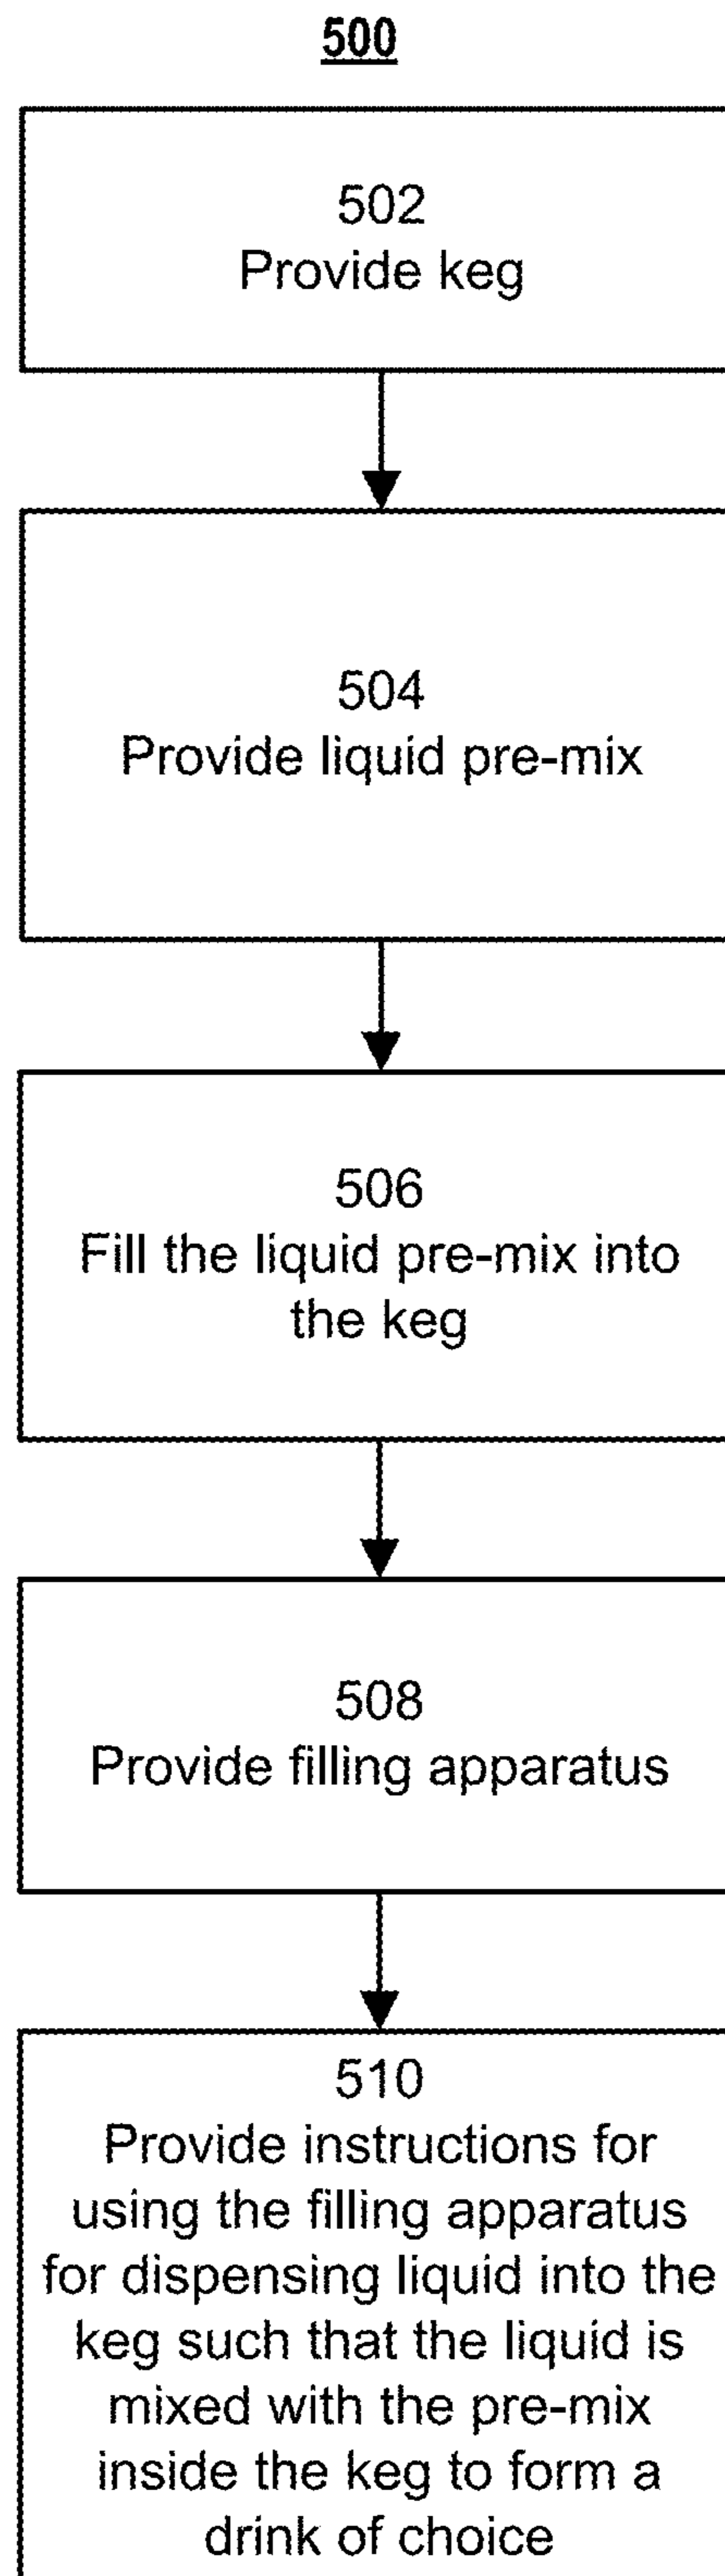 500
502
Provide keg
504
Provide liquid pre-mix
506
Fill the liquid pre-mix into
the keg
508
Provide filling apparatus
510
Provide instructions for
using the filling apparatus
for dispensing liquid into the
keg such that the liquid is
mixed with the pre-mix
inside the keg to form a
drink of choice